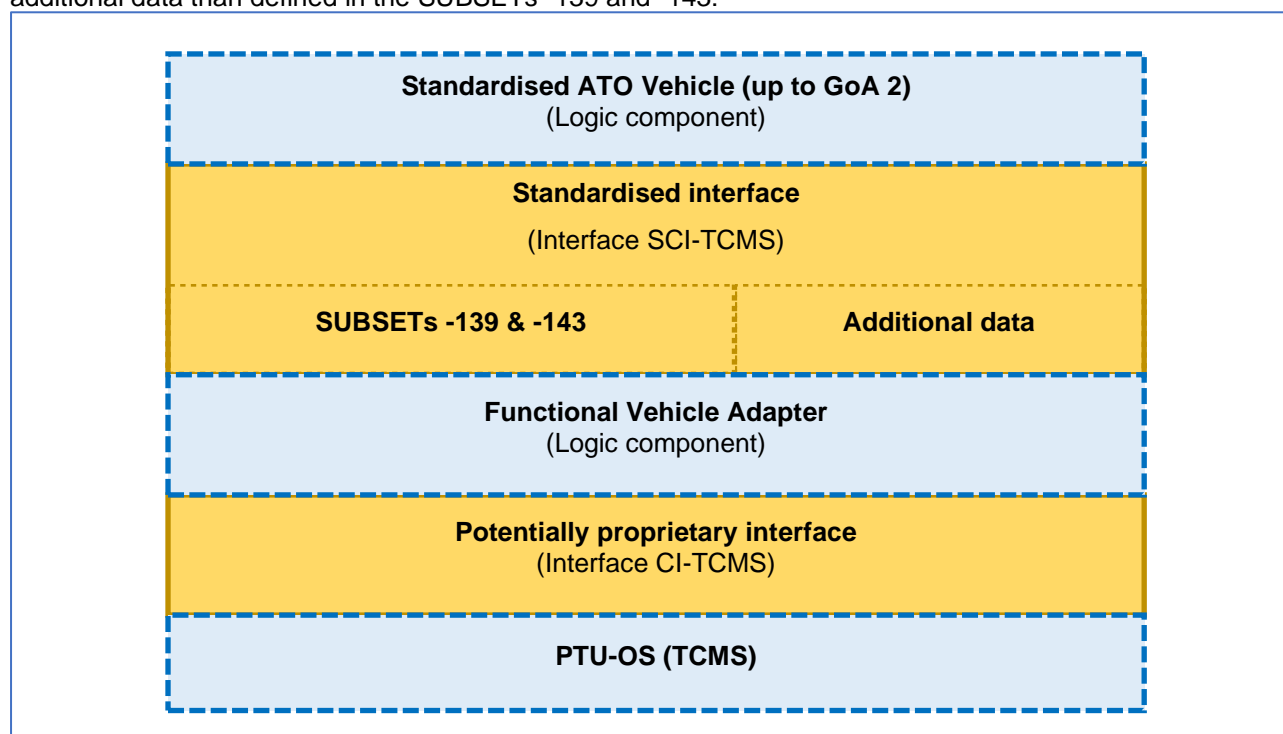 additional data than defined in the SUBSETs -139 and -143.
Standardised ATO Vehicle (up to GoA 2)
(Logic component)
Standardised interface
(Interface SCI-TCMS)
SUBSETs -139 & -143
Additional data
Functional Vehicle Adapter
(Logic component)
Potentially proprietary interface
(Interface CI-TCMS)
PTU-OS (TCMS)